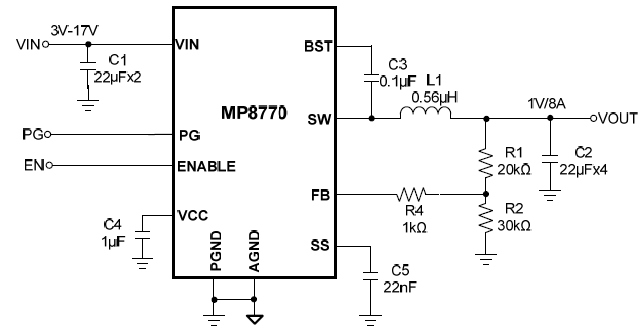 3V-17V
VIN
C1
22µFx2
VIN
BST
C3
0.1µF
L1
0.56µH
MP8770
SW
1V/8A
VOUT
PG
PG
EN
ENABLE
R1
20kΩ
C2
22µFx4
FB
R4
1kΩ
R2
30kΩ
VCC
C4
1µF
SS
C5
22nF
PGND
AGND